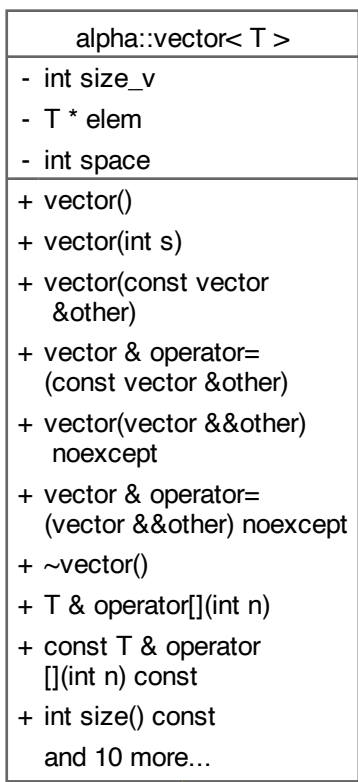 alpha::vector< T >
- int size_v
- T * elem
- int space
+ vector()
+ vector(int s)
+ vector(const vector
&other)
+ vector & operator=
(const vector &other)
+ vector(vector &&other)
noexcept
+ vector & operator=
(vector &&other) noexcept
+ ~vector()
+ T & operator[](int n)
+ const T & operator
[](int n) const
+ int size() const
and 10 more...